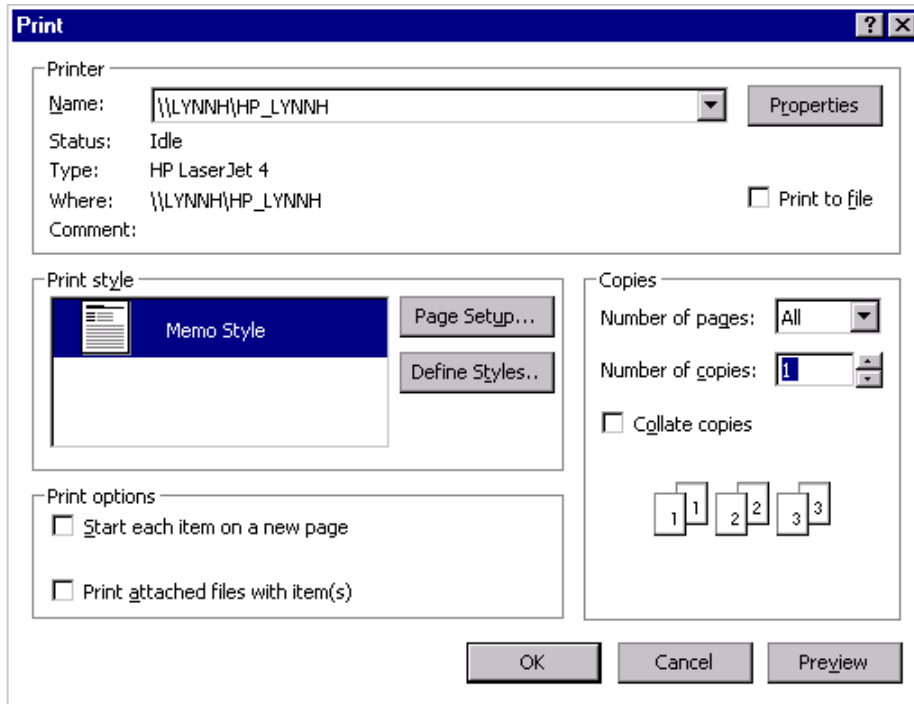 Print
Printer
Name: \\LYNNH\HP_LYNNH Properties
Status: Idle
Type: HP LaserJet 4
Where: \\LYNNH\HP_LYNNH Print to file
Comment:
Print style
Memo Style
Page Setup...
Define Styles..
Copies
Number of pages: All
Number of copies: 1
Collate copies
1 1 2 2 3 3
Print options
Start each item on a new page
Print attached files with item(s)
OK Cancel Preview